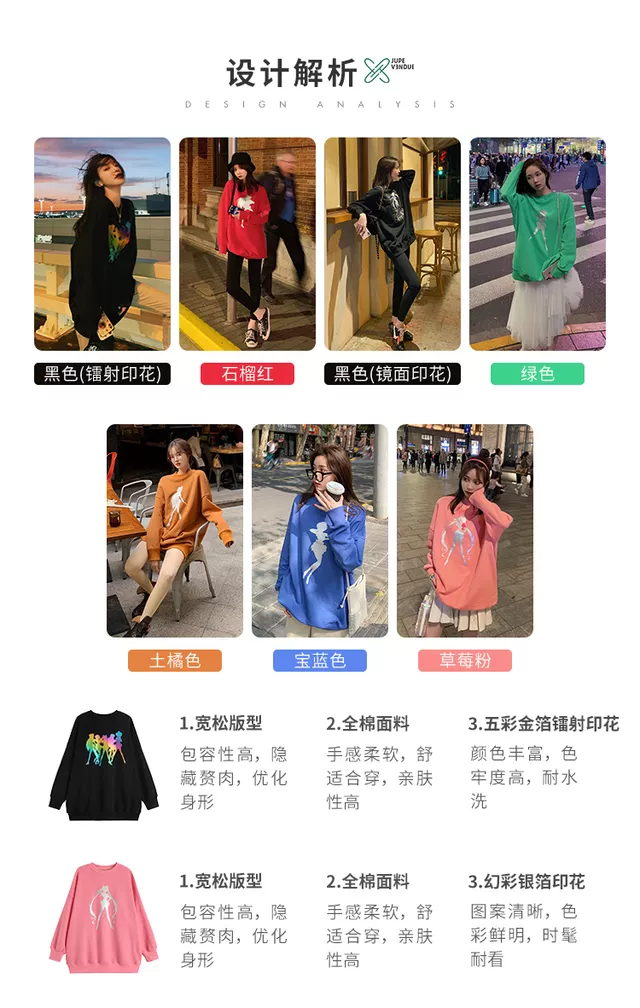 设计解析
JUPE
VENDUE
DESIGN ANALYSIS
黑色(镭射印花)
石榴红
黑色(镜面印花)
绿色
土橘色
宝蓝色
草莓粉
1.宽松版型
包容性高，隐
藏赘肉，优化
身形
2.全棉面料
手感柔软，舒
适合穿，亲肤
性高
3.五彩金箔镭射印花
颜色丰富，色
牢度高，耐水
洗
1.宽松版型
包容性高，隐
藏赘肉，优化
身形
2.全棉面料
手感柔软，舒
适合穿，亲肤
性高
3.幻彩银箔印花
图案清晰，色
彩鲜明，时髦
耐看